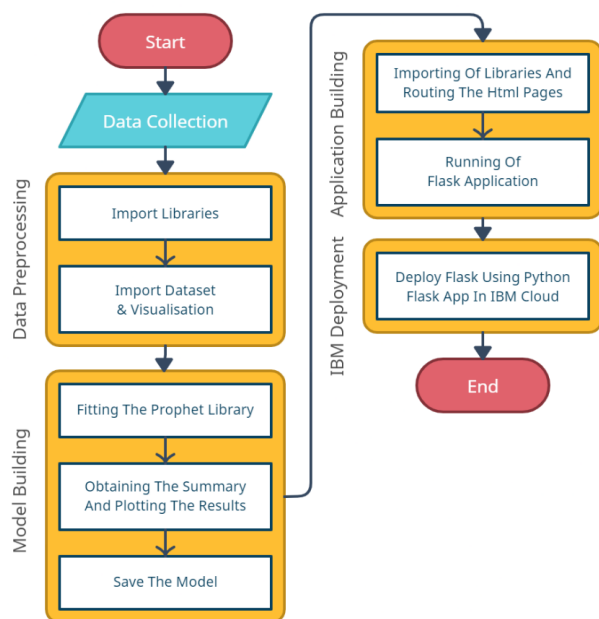 Start
Data Collection
Data Preprocessing
Import Libraries
Import Dataset
& Visualisation
Model Building
Fitting The Prophet Library
Obtaining The Summary
And Plotting The Results
Save The Model
Application Building
Importing Of Libraries And
Routing The Html Pages
Running Of
Flask Application
IBM Deployment
Deploy Flask Using Python
Flask App In IBM Cloud
End